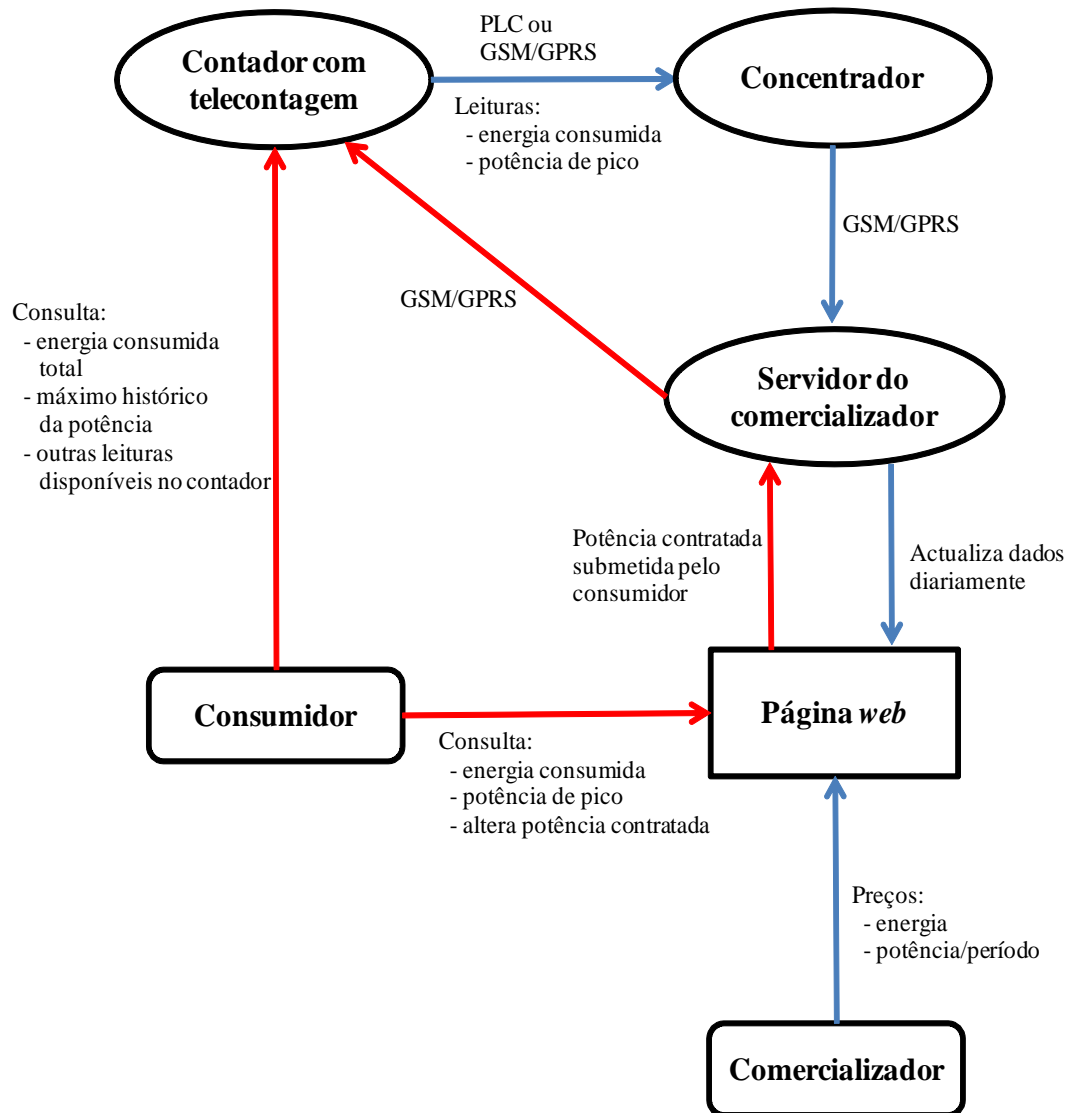 PLC ou
GSM/GPRS
Contador com
telecontagem
Concentrador
Leituras:
- energia consumida
- potência de pico
GSM/GPRS
GSM/GPRS
Consulta:
- energia consumida
total
- máximo histórico
da potência
- outras leituras
disponíveis no contador
Servidor do
comercializador
Potência contratada
submetida pelo
consumidor
Actualiza dados
diariamente
Consumidor
Página web
Consulta:
- energia consumida
- potência de pico
- altera potência contratada
Preços:
- energia
- potência/período
Comercializador